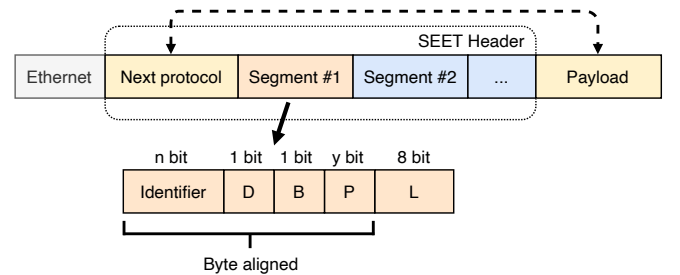 SEET Header
Ethernet Next protocol Segment #1 Segment #2 ... Payload
n bit 1 bit 1 bit y bit 8 bit
Identifier D B P L
Byte aligned